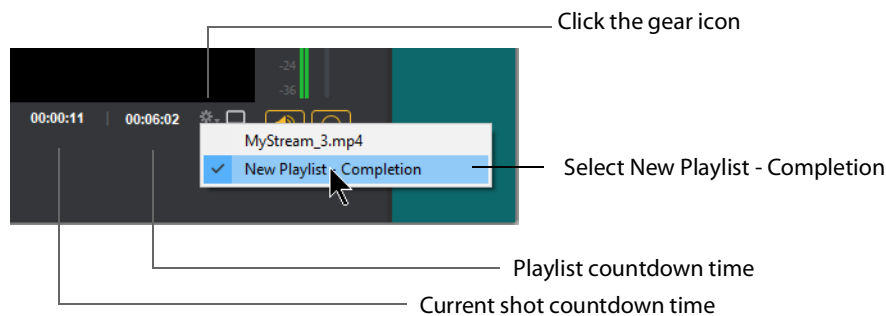 Click the gear icon
-24
-36
00:00:11 | 00:06:02
MyStream_3.mp4
New Playlist - Completion
Select New Playlist - Completion
Playlist countdown time
Current shot countdown time